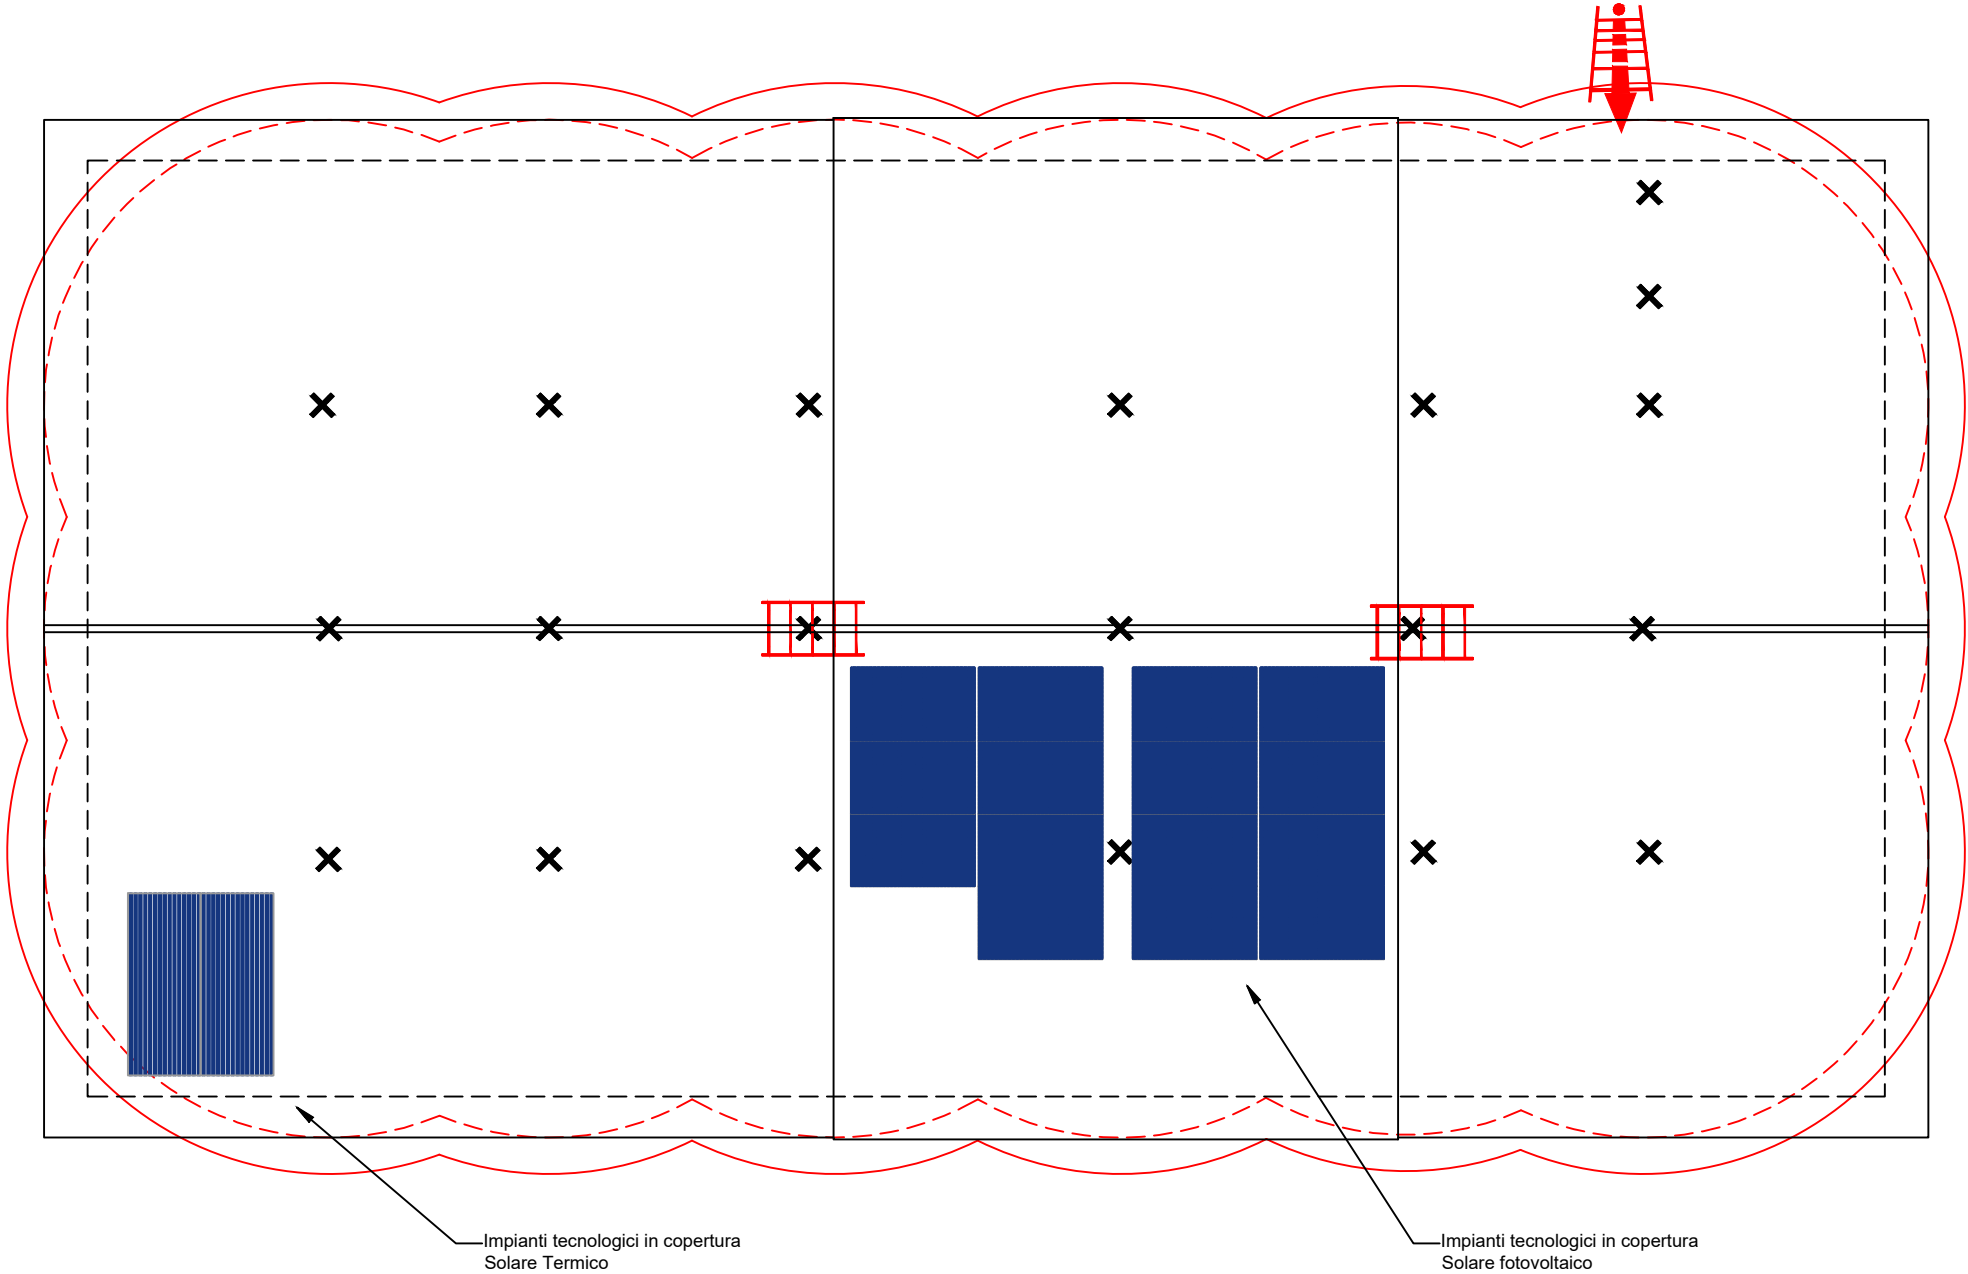 Impianti tecnologici in copertura
Solare Termico
Impianti tecnologici in copertura
Solare fotovoltaico